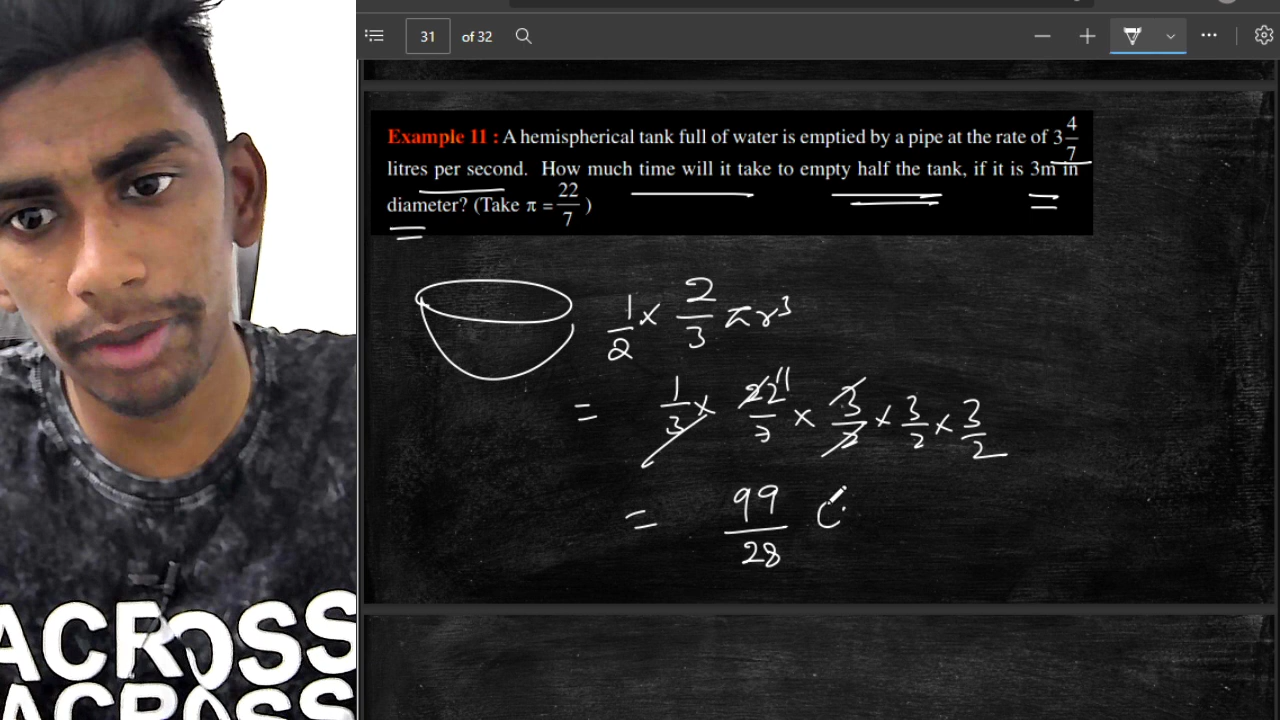 31 of 32
Example 11 : A hemispherical tank full of water is emptied by a pipe at the rate of 3 4/7
litres per second. How much time will it take to empty half the tank, if it is 3m in
diameter? (Take π = 22/7 )
1/2 × 2/3 πr³
= 1/3 × 22/7 × 3/2 × 3/2 × 3/2
11
= 99/28
ACROSS
ACROSS